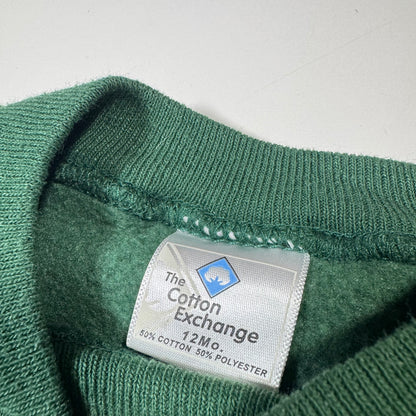 The
Cotton
Exchange
12Mo.
50% COTTON 50% POLYESTER